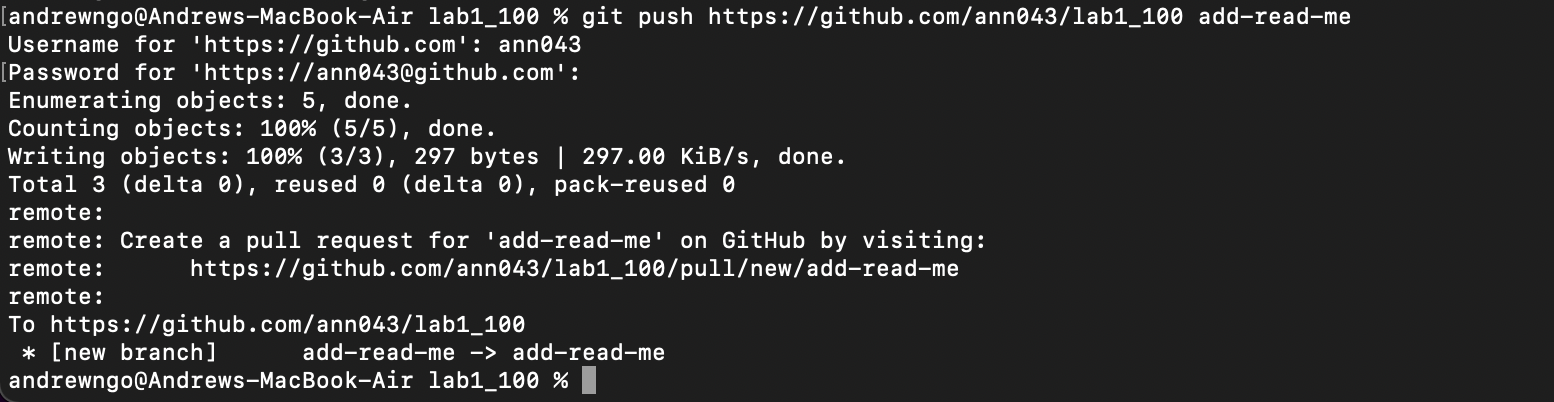 [andrewngo@Andrews-MacBook-Air lab1_100 % git push https://github.com/ann043/lab1_100 add-read-me
Username for 'https://github.com': ann043
[Password for 'https://ann043@github.com':
Enumerating objects: 5, done.
Counting objects: 100% (5/5), done.
Writing objects: 100% (3/3), 297 bytes | 297.00 KiB/s, done.
Total 3 (delta 0), reused 0 (delta 0), pack-reused 0
remote:
remote: Create a pull request for 'add-read-me' on GitHub by visiting:
remote:      https://github.com/ann043/lab1_100/pull/new/add-read-me
remote:
To https://github.com/ann043/lab1_100
 * [new branch]      add-read-me -> add-read-me
andrewngo@Andrews-MacBook-Air lab1_100 %